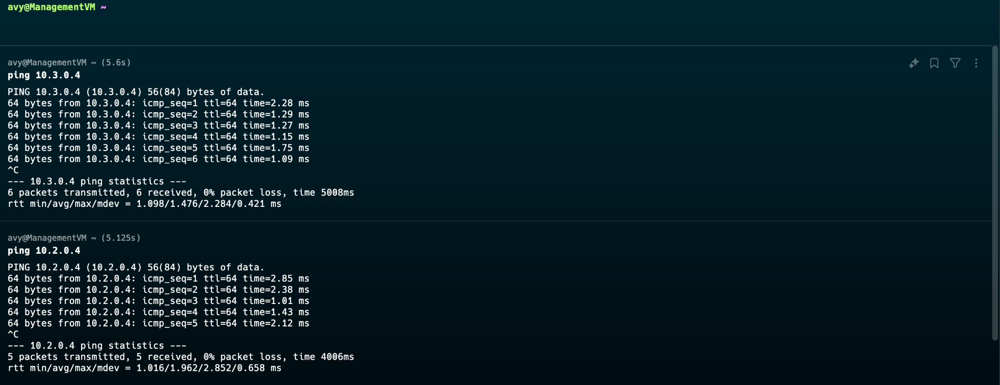 avy@ManagementVM ~
avy@ManagementVM ~ (5.6s)
ping 10.3.0.4
PING 10.3.0.4 (10.3.0.4) 56(84) bytes of data.
64 bytes from 10.3.0.4: icmp_seq=1 ttl=64 time=2.28 ms
64 bytes from 10.3.0.4: icmp_seq=2 ttl=64 time=1.29 ms
64 bytes from 10.3.0.4: icmp_seq=3 ttl=64 time=1.27 ms
64 bytes from 10.3.0.4: icmp_seq=4 ttl=64 time=1.15 ms
64 bytes from 10.3.0.4: icmp_seq=5 ttl=64 time=1.75 ms
64 bytes from 10.3.0.4: icmp_seq=6 ttl=64 time=1.09 ms
^C
--- 10.3.0.4 ping statistics ---
6 packets transmitted, 6 received, 0% packet loss, time 5008ms
rtt min/avg/max/mdev = 1.098/1.476/2.284/0.421 ms
avy@ManagementVM ~ (5.125s)
ping 10.2.0.4
PING 10.2.0.4 (10.2.0.4) 56(84) bytes of data.
64 bytes from 10.2.0.4: icmp_seq=1 ttl=64 time=2.85 ms
64 bytes from 10.2.0.4: icmp_seq=2 ttl=64 time=2.38 ms
64 bytes from 10.2.0.4: icmp_seq=3 ttl=64 time=1.01 ms
64 bytes from 10.2.0.4: icmp_seq=4 ttl=64 time=1.43 ms
64 bytes from 10.2.0.4: icmp_seq=5 ttl=64 time=2.12 ms
^C
--- 10.2.0.4 ping statistics ---
5 packets transmitted, 5 received, 0% packet loss, time 4006ms
rtt min/avg/max/mdev = 1.016/1.962/2.852/0.658 ms